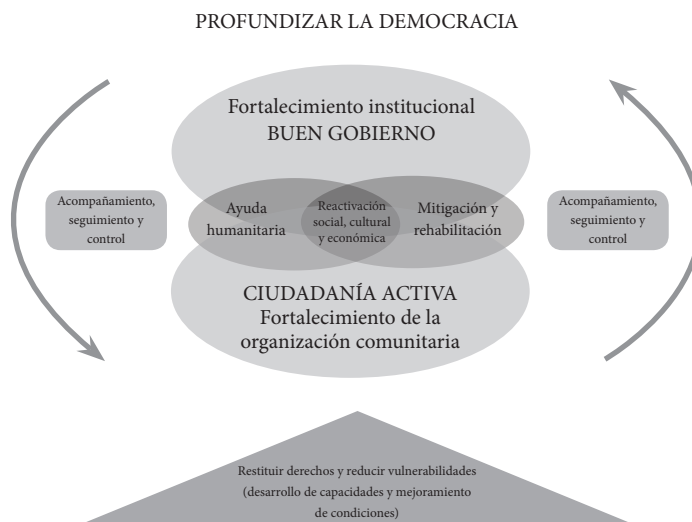 PROFUNDIZAR LA DEMOCRACIA
Fortalecimiento institucional
BUEN GOBIERNO
Acompañamiento,
seguimiento y
control
Ayuda
humanitaria
Reactivación
social, cultural
y económica
Mitigación y
rehabilitación
Acompañamiento,
seguimiento y
control
CIUDADANÍA ACTIVA
Fortalecimiento de la
organización comunitaria
Restituir derechos y reducir vulnerabilidades
(desarrollo de capacidades y mejoramiento
de condiciones)